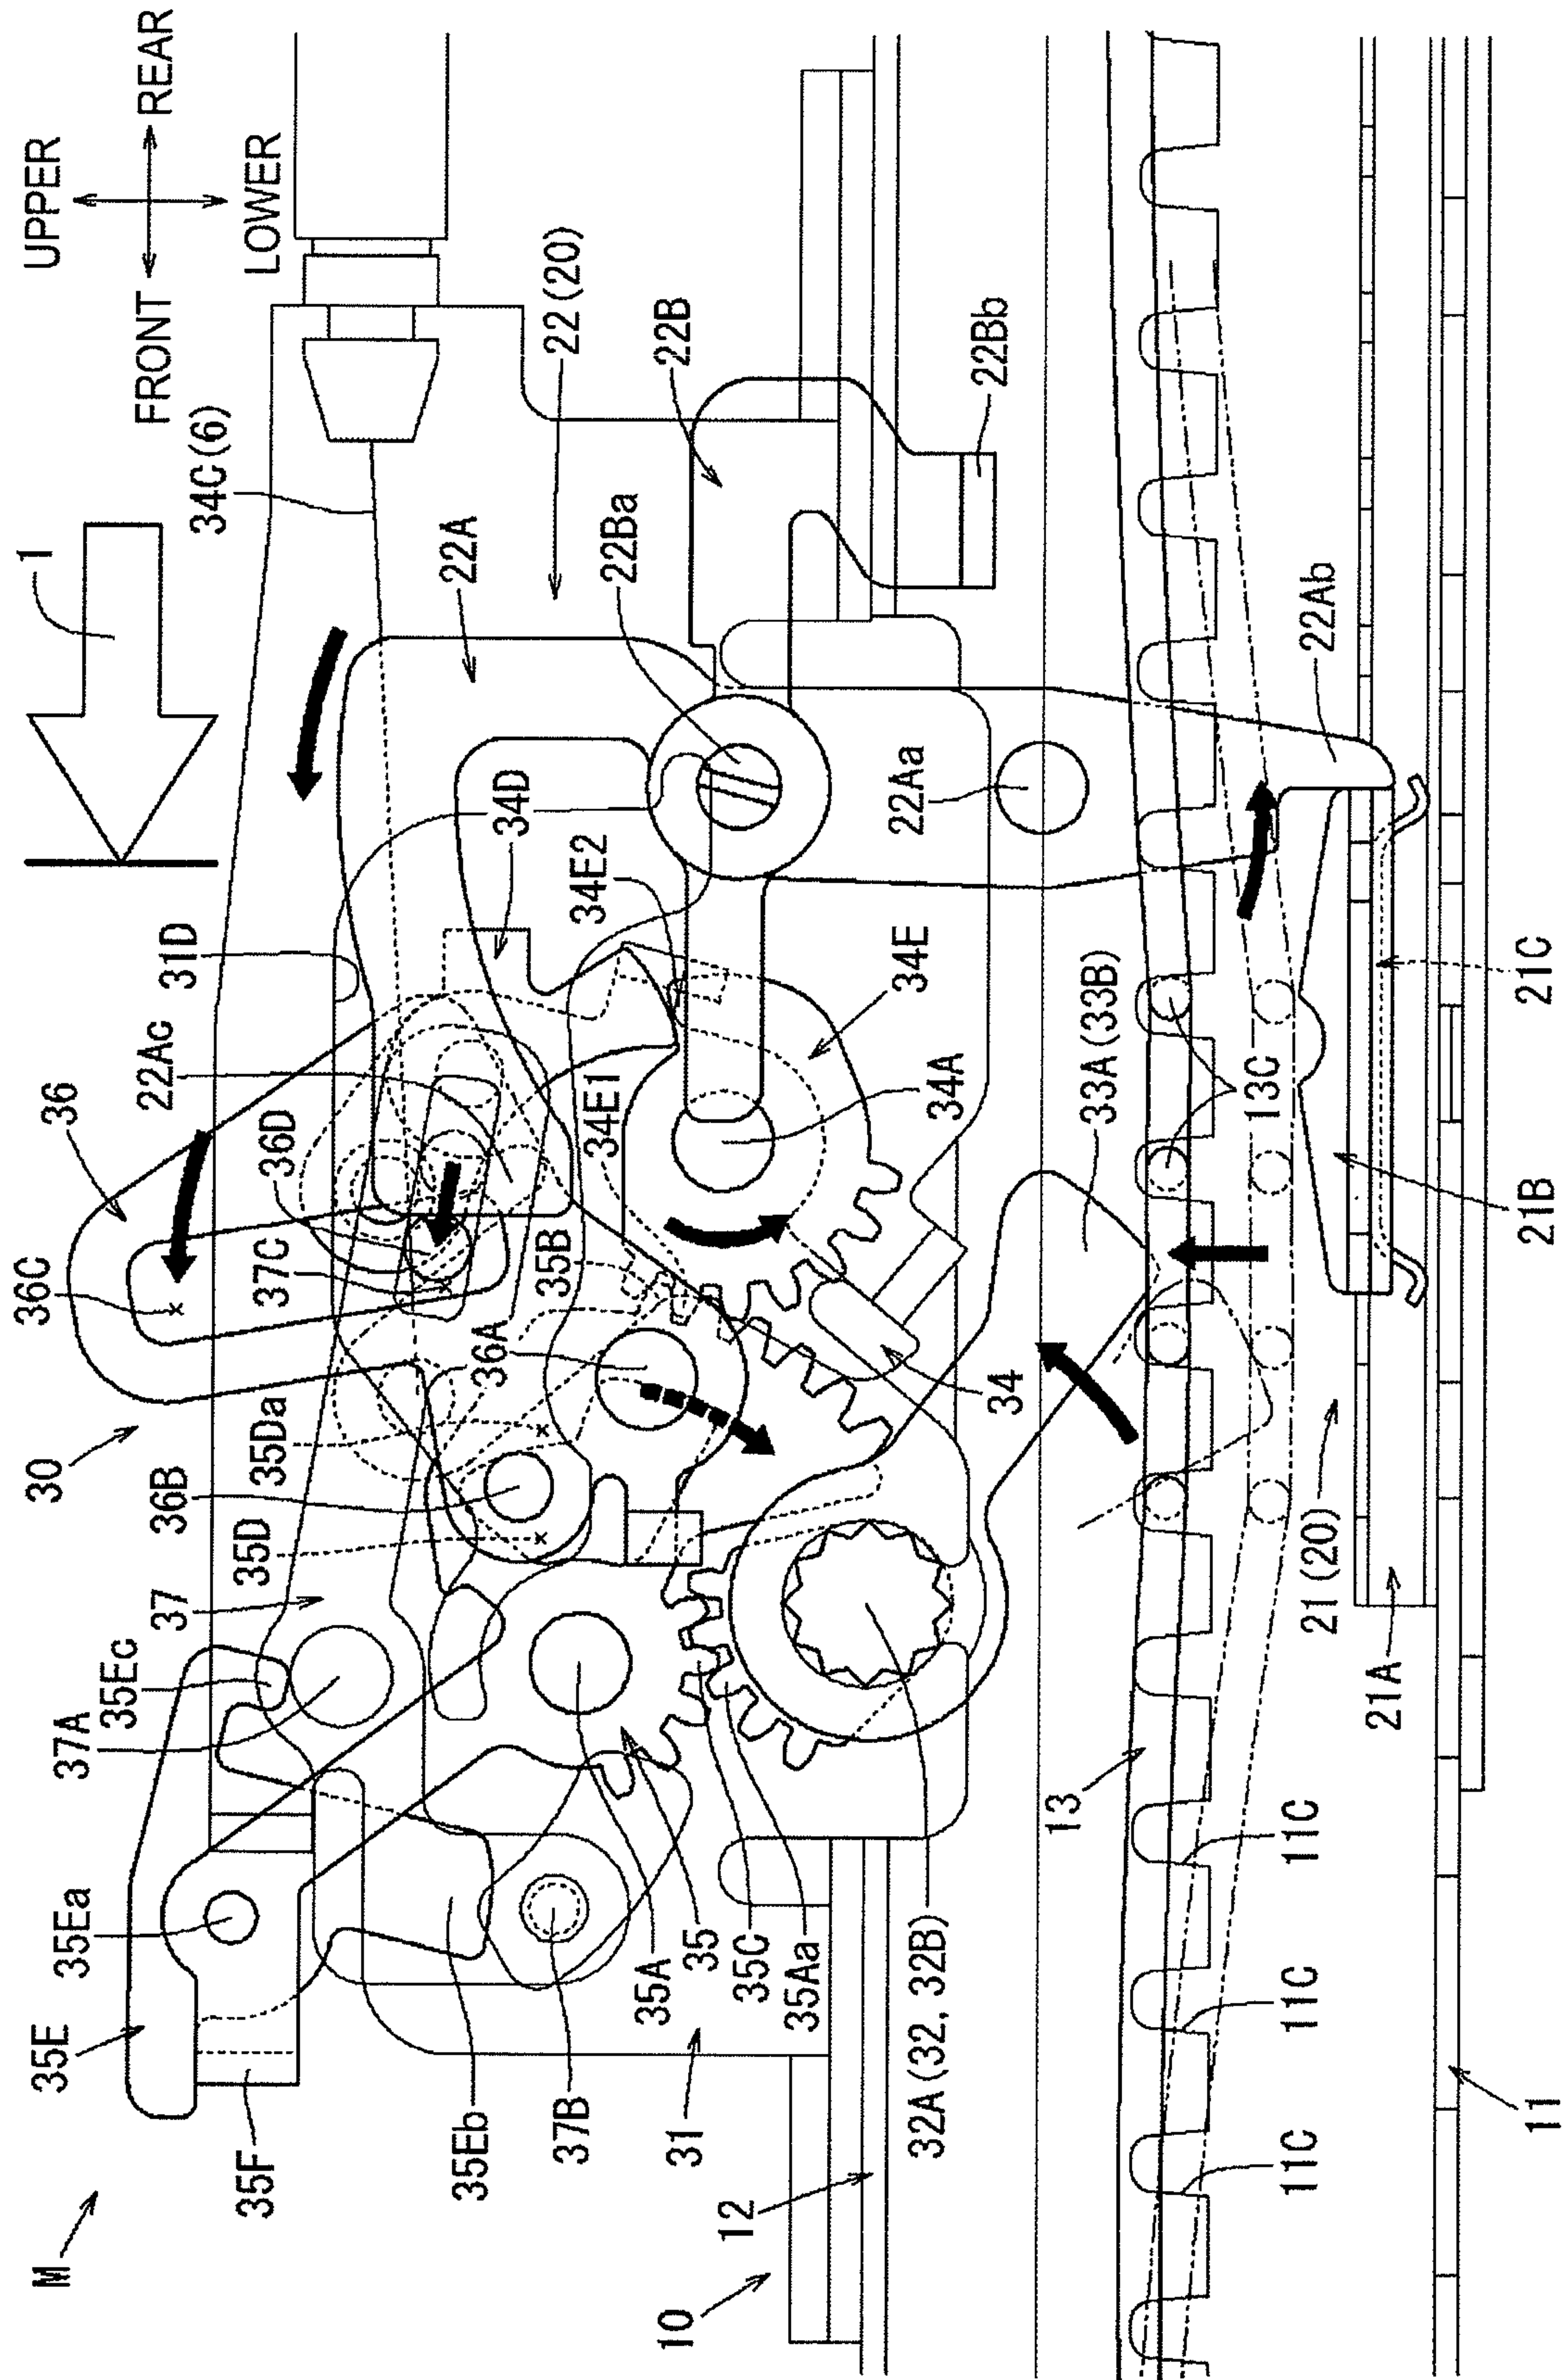 UPPER
LOWER
FRONT
REAR
1
34C(6)
22(20)
22A
22B
22Ba
22Bb
31D
34D
34E2
34E
22Aa
22Ab
36
22Ac
36D
36C
37C
34E1
35B
36A
34A
33A(33B)
13C
21C
21B
30
35Da
36B
35D
34
37
35Ec
37A
21(20)
21A
13
35Ea
35E
35F
35Eb
37B
35A
35
35C
35Aa
31
32A(32, 32B)
11C
11C
11C
12
10
11
M